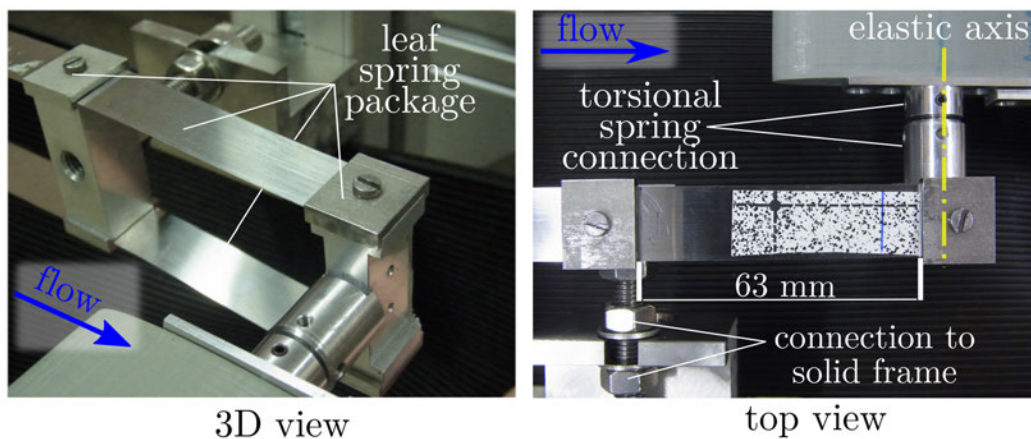 leaf
spring
package
flow
3D view
flow
elastic axis
torsional
spring
connection
63 mm
connection to
solid frame
top view